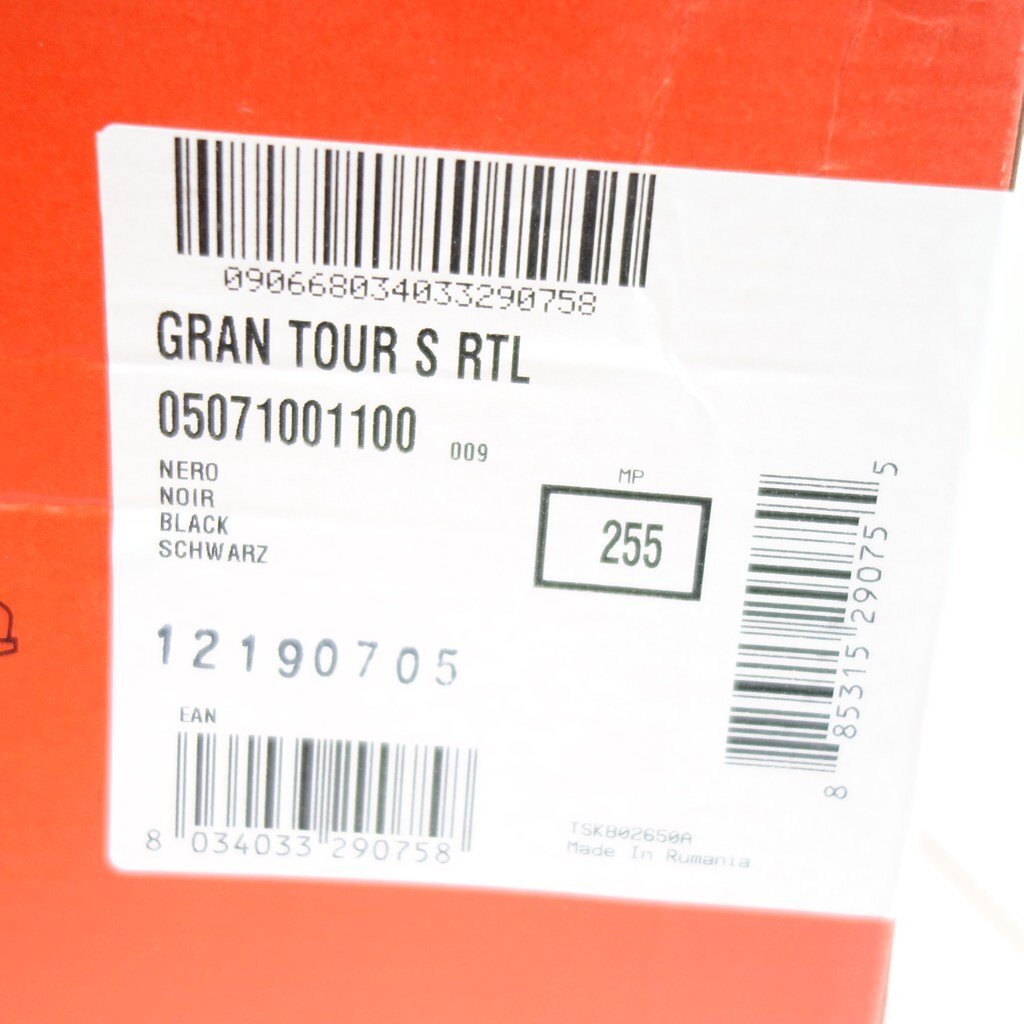 090668034033290758
GRAN TOUR S RTL
05071001100 009
NERO
NOIR
BLACK
SCHWARZ
MP
255
8 85315 29075 5
12190705
EAN
8 034033 290758
TSKB02650A
Made In Rumania